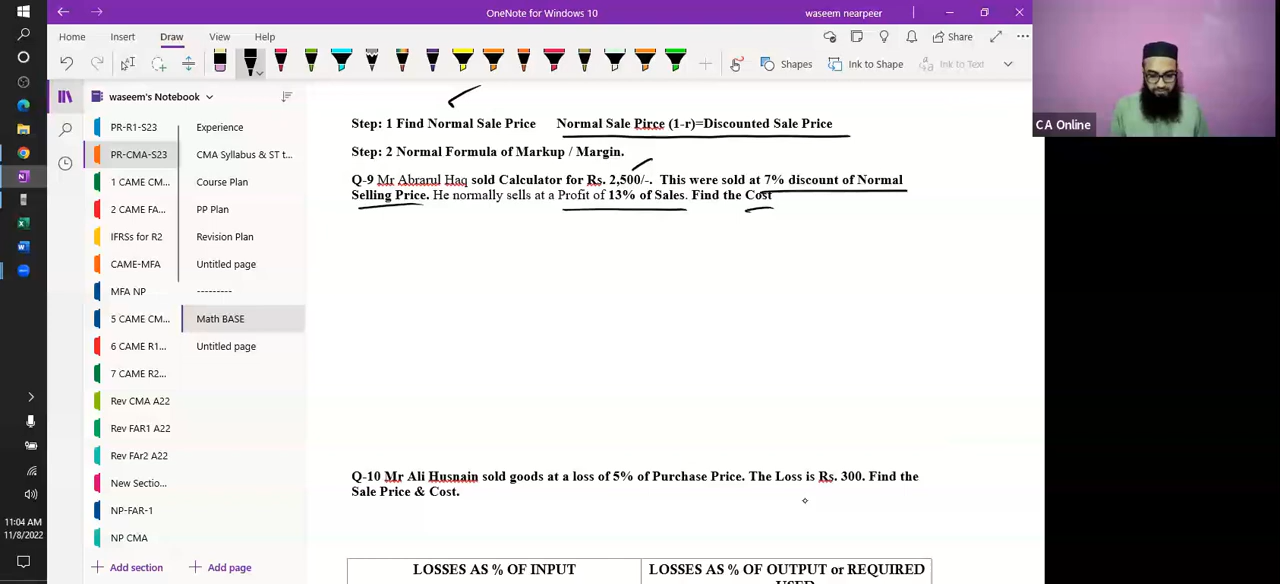 OneNote for Windows 10
waseem nearpeer
Home Insert Draw View Help
Share
Shapes
Ink to Shape
Ink to Text
waseem's Notebook
PR-R1-S23
PR-CMA-S23
1 CAME CM...
2 CAME FA...
IFRSs for R2
CAME-MFA
MFA NP
5 CAME CM...
6 CAME R1...
7 CAME R2...
Rev CMA A22
Rev FAR1 A22
Rev FAr2 A22
New Sectio...
NP-FAR-1
NP CMA
Add section
Experience
CMA Syllabus & ST t...
Course Plan
PP Plan
Revision Plan
Untitled page
---------
Math BASE
Untitled page
Add page
Step: 1 Find Normal Sale Price Normal Sale Pirce (1-r)=Discounted Sale Price
Step: 2 Normal Formula of Markup / Margin.
Q-9 Mr Abrarul Haq sold Calculator for Rs. 2,500/-. This were sold at 7% discount of Normal
Selling Price. He normally sells at a Profit of 13% of Sales. Find the Cost
Q-10 Mr Ali Husnain sold goods at a loss of 5% of Purchase Price. The Loss is Rs. 300. Find the
Sale Price & Cost.
LOSSES AS % OF INPUT
LOSSES AS % OF OUTPUT or REQUIRED
USED
CA Online
11:04 AM
11/8/2022